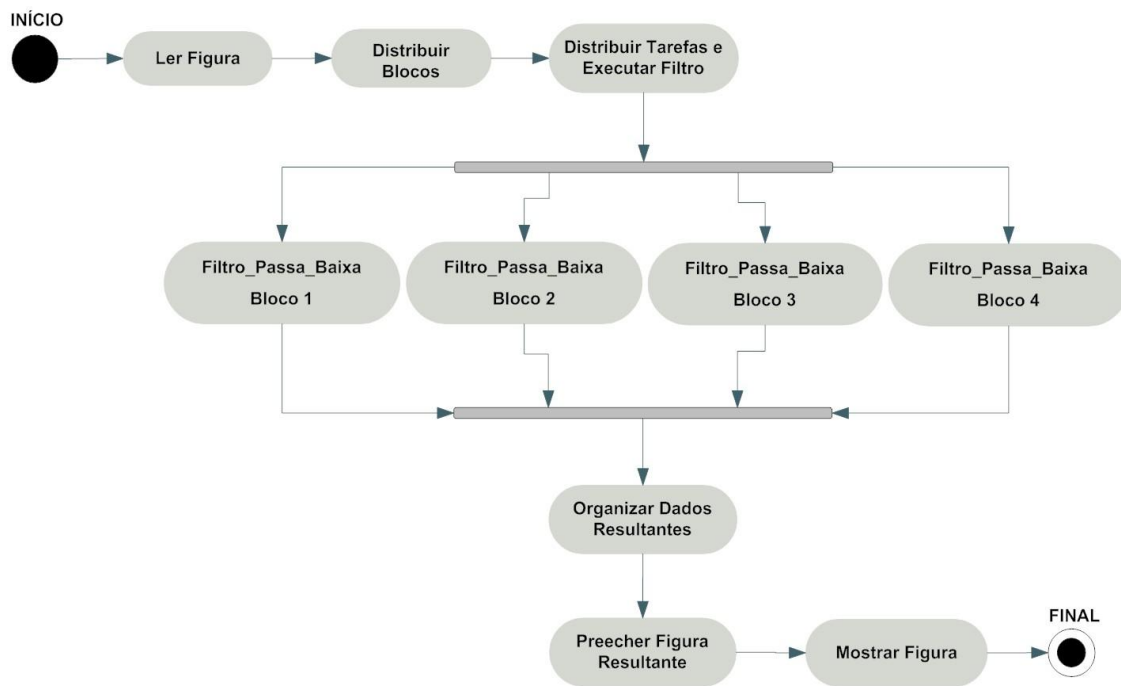 INÍCIO
Ler Figura
Distribuir
Blocos
Distribuir Tarefas e
Executar Filtro
Filtro_Passa_Baixa
Bloco 1
Filtro_Passa_Baixa
Bloco 2
Filtro_Passa_Baixa
Bloco 3
Filtro_Passa_Baixa
Bloco 4
Organizar Dados
Resultantes
Preecher Figura
Resultante
Mostrar Figura
FINAL